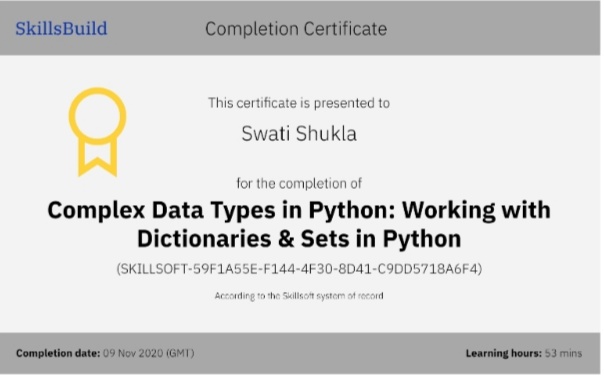 SkillsBuild
Completion Certificate
This certificate is presented to
Swati Shukla
for the completion of
Complex Data Types in Python: Working with
Dictionaries & Sets in Python
(SKILLSOFT-59F1A55E-F144-4F30-8D41-C9DD5718A6F4)
According to the Skillsoft system of record
Completion date: 09 Nov 2020 (GMT)
Learning hours: 53 mins